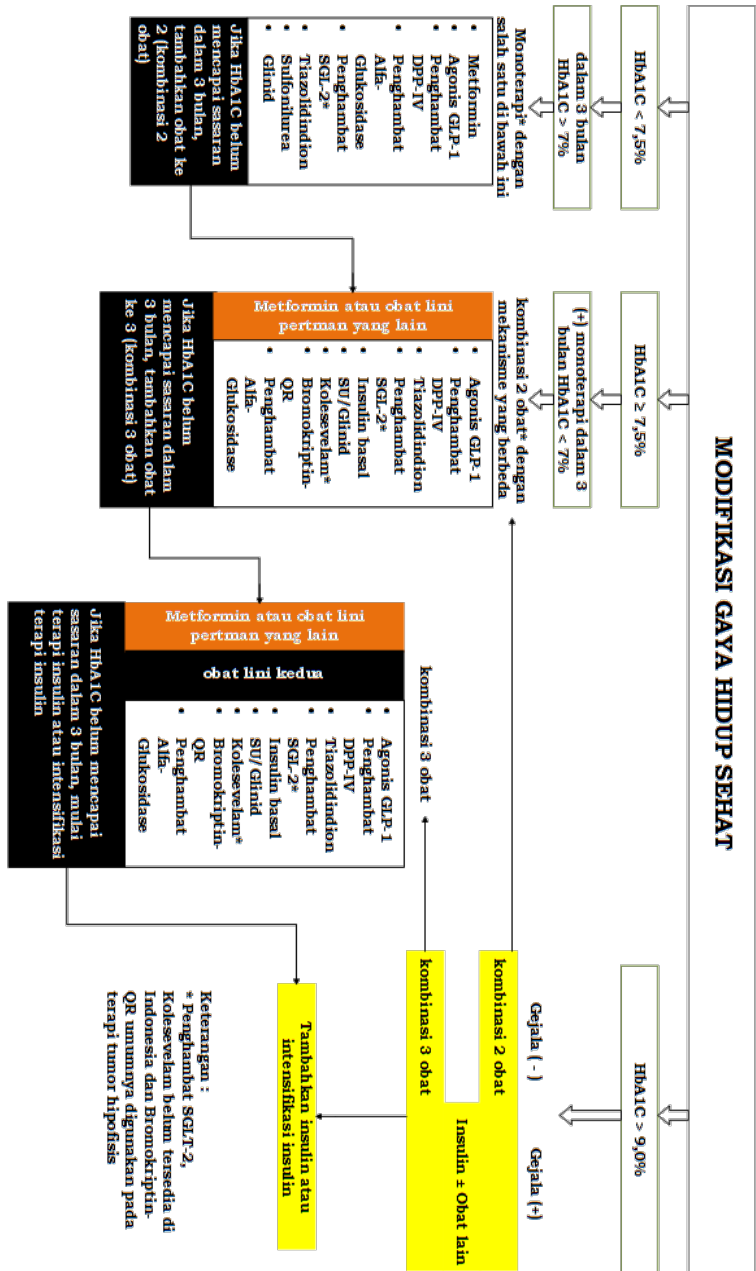 MODIFIKASI GAYA HIDUP SEHAT
HbA1C < 7,5%
dalam 3 bulan
HbA1C > 7%
Monoterapi* dengan
salah satu di bawah ini
• Metformin
• Agonis GLP-1
• Penghambat
DPP-IV
• Penghambat
Alfa-
Glukosidase
• Penghambat
SGL-2*
• Tiazolidindion
• Sulfonilurea
• Glinid
Jika HbA1C belum
mencapai sasaran
dalam 3 bulan,
tambahkan obat ke
2 (kombinasi 2
obat)
HbA1C ≥ 7,5%
(+) monoterapi dalam 3
bulan HbA1C < 7%
kombinasi 2 obat* dengan
mekanisme yang berbeda
Metformin atau obat lini
pertman yang lain
• Agonis GLP-1
• Penghambat
DPP-IV
• Tiazolidindion
• Penghambat
SGL-2*
• Insulin basal
• SU/Glinid
• Kolesevelam*
• Bromokriptin-
QR
• Penghambat
Alfa-
Glukosidase
Jika HbA1C belum
mencapai sasaran dalam
3 bulan, tambahkan obat
ke 3 (kombinasi 3 obat)
kombinasi 3 obat
Metformin atau obat lini
pertman yang lain
obat lini kedua
• Agonis GLP-1
• Penghambat
DPP-IV
• Tiazolidindion
• Penghambat
SGL-2*
• Insulin basal
• SU/Glinid
• Kolesevelam*
• Bromokriptin-
QR
• Penghambat
Alfa-
Glukosidase
Jika HbA1C belum mencapai
sasaran dalam 3 bulan, mulai
terapi insulin atau intensifikasi
terapi insulin
HbA1C > 9,0%
Gejala ( - )
Gejala (+)
kombinasi 2 obat
kombinasi 3 obat
Insulin ± Obat lain
Tambahkan insulin atau
intensifikasi insulin
Keterangan :
* Penghambat SGLT-2,
Kolesevelam belum tersedia di
Indonesia dan Bromokriptin-
QR umumnya digunakan pada
terapi tumor hipofisis